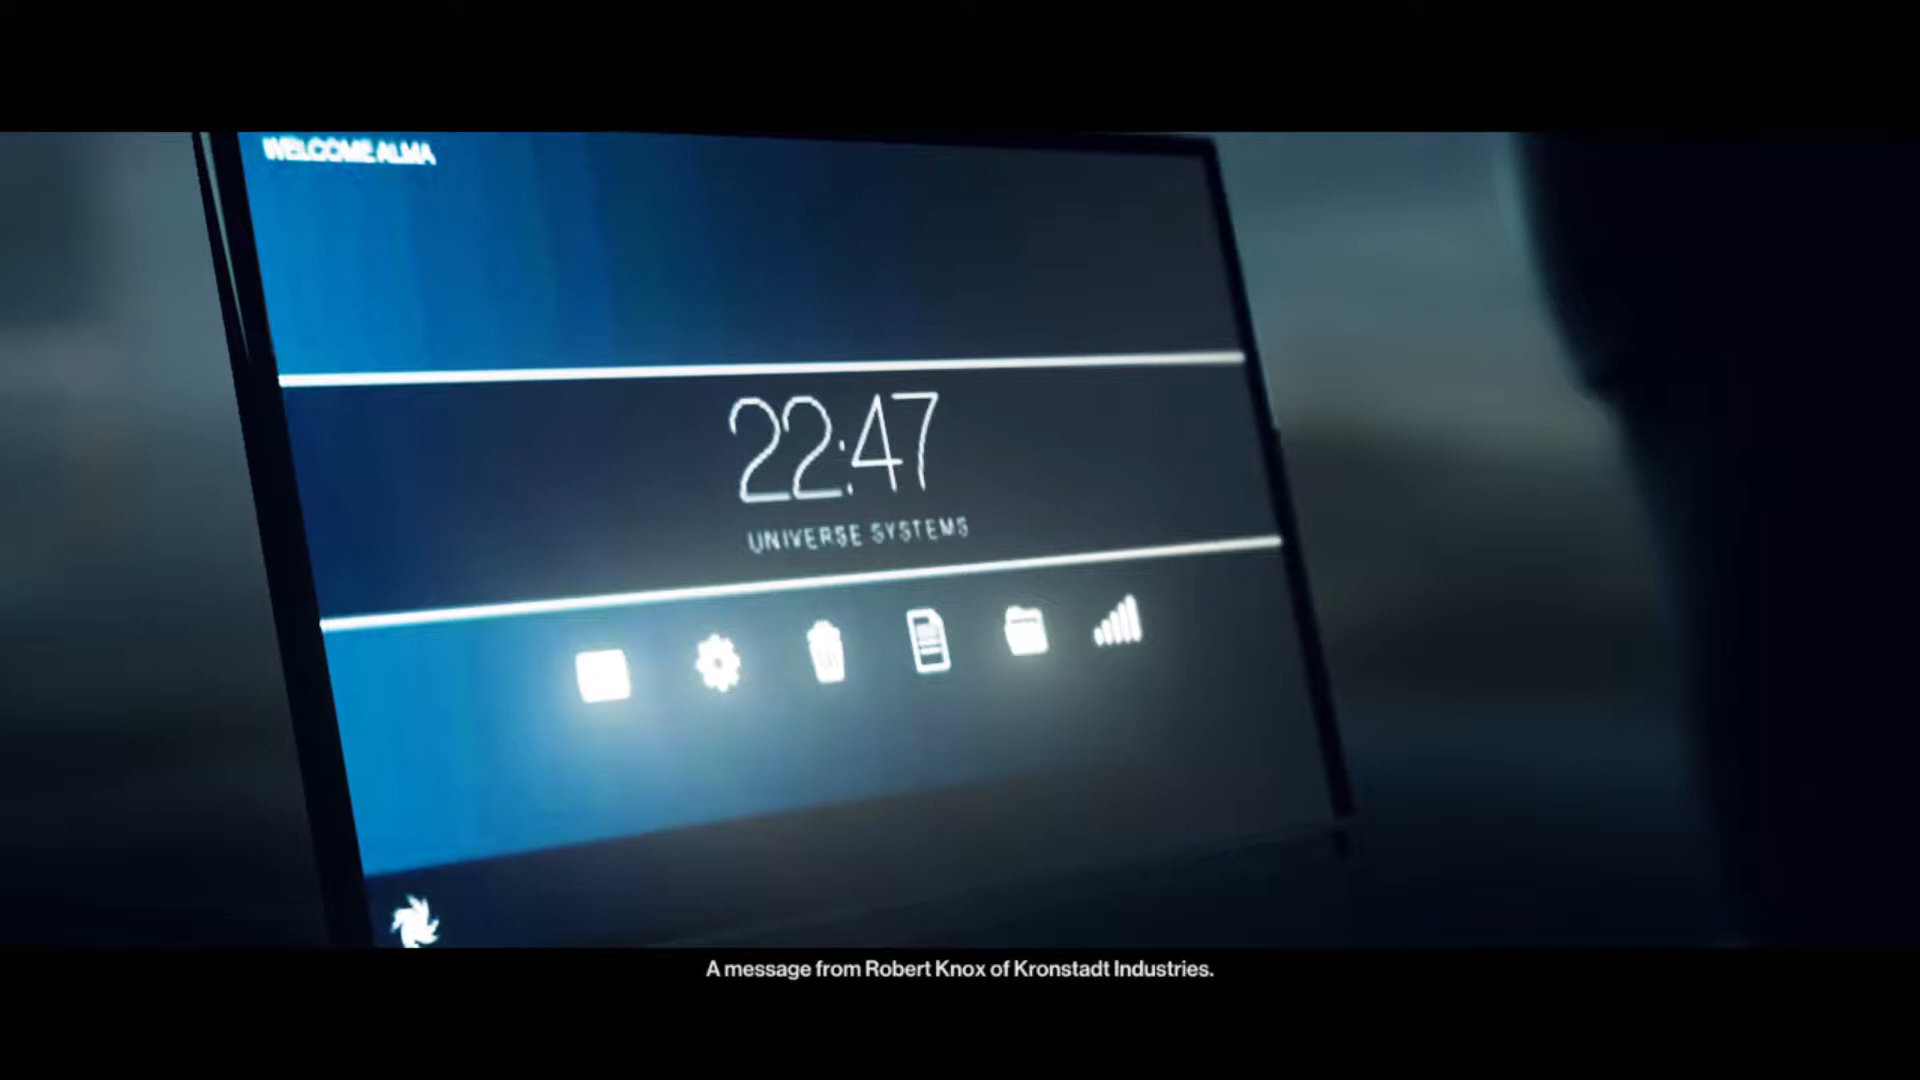 WELCOME ALMA
22:47
UNIVERSE SYSTEMS
A message from Robert Knox of Kronstadt Industries.